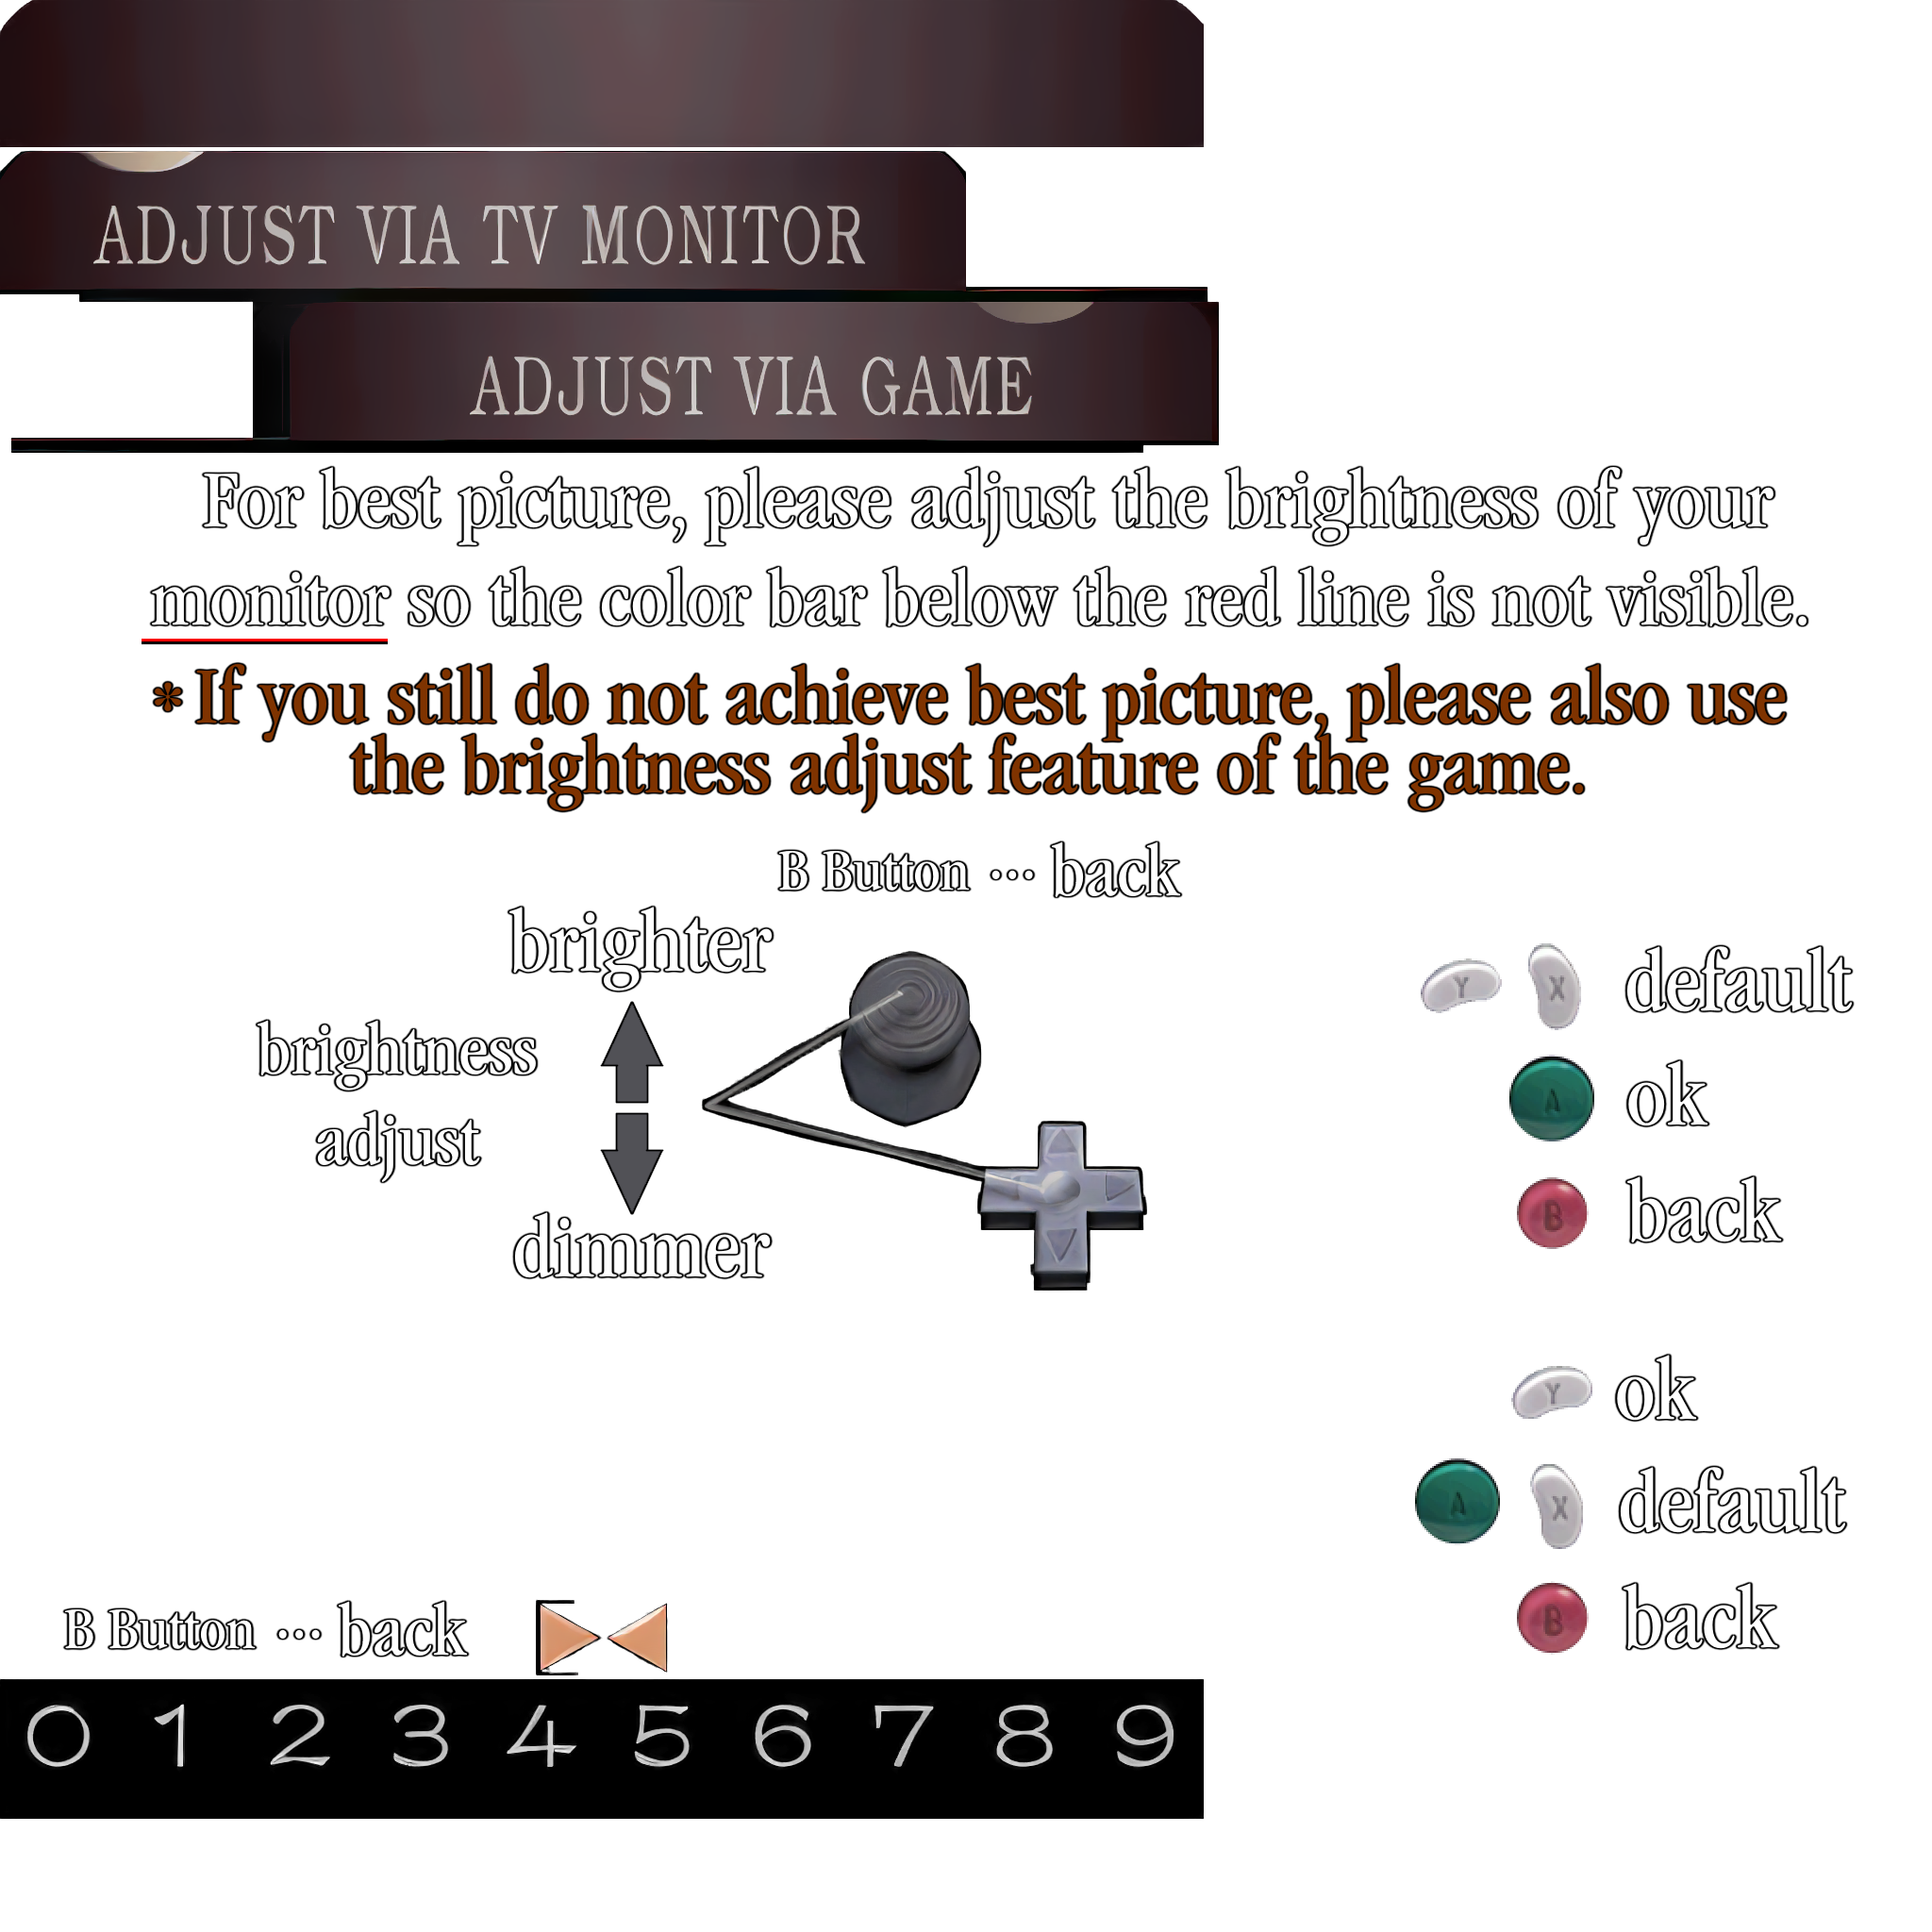 ADJUST VIA TV MONITOR
ADJUST VIA GAME
For best picture, please adjust the brightness of your
monitor so the color bar below the red line is not visible.
*If you still do not achieve best picture, please also use
the brightness adjust feature of the game.
B Button ··· back
brighter
brightness
adjust
dimmer
Y X default
A ok
B back
Y ok
A X default
B back
B Button ··· back
0 1 2 3 4 5 6 7 8 9